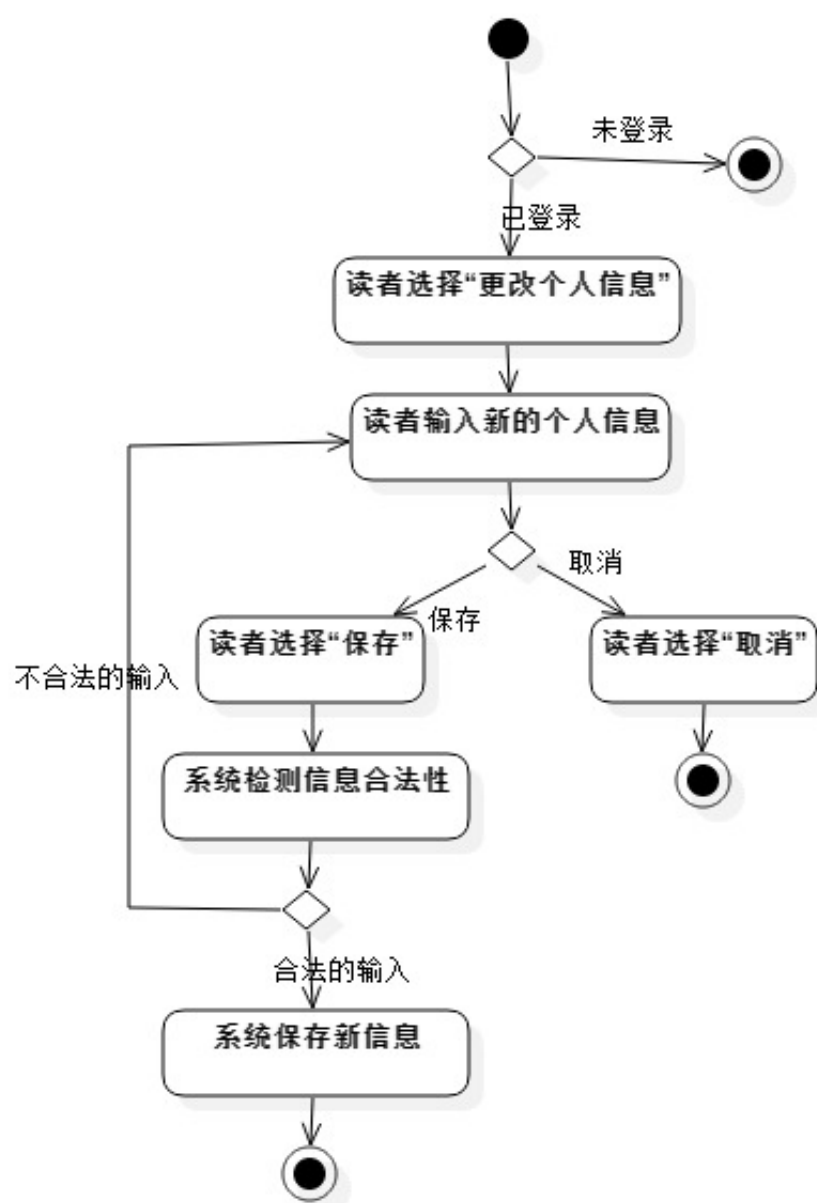 未登录
已登录
读者选择“更改个人信息”
读者输入新的个人信息
取消
保存
读者选择“保存”
读者选择“取消”
不合法的输入
系统检测信息合法性
合法的输入
系统保存新信息